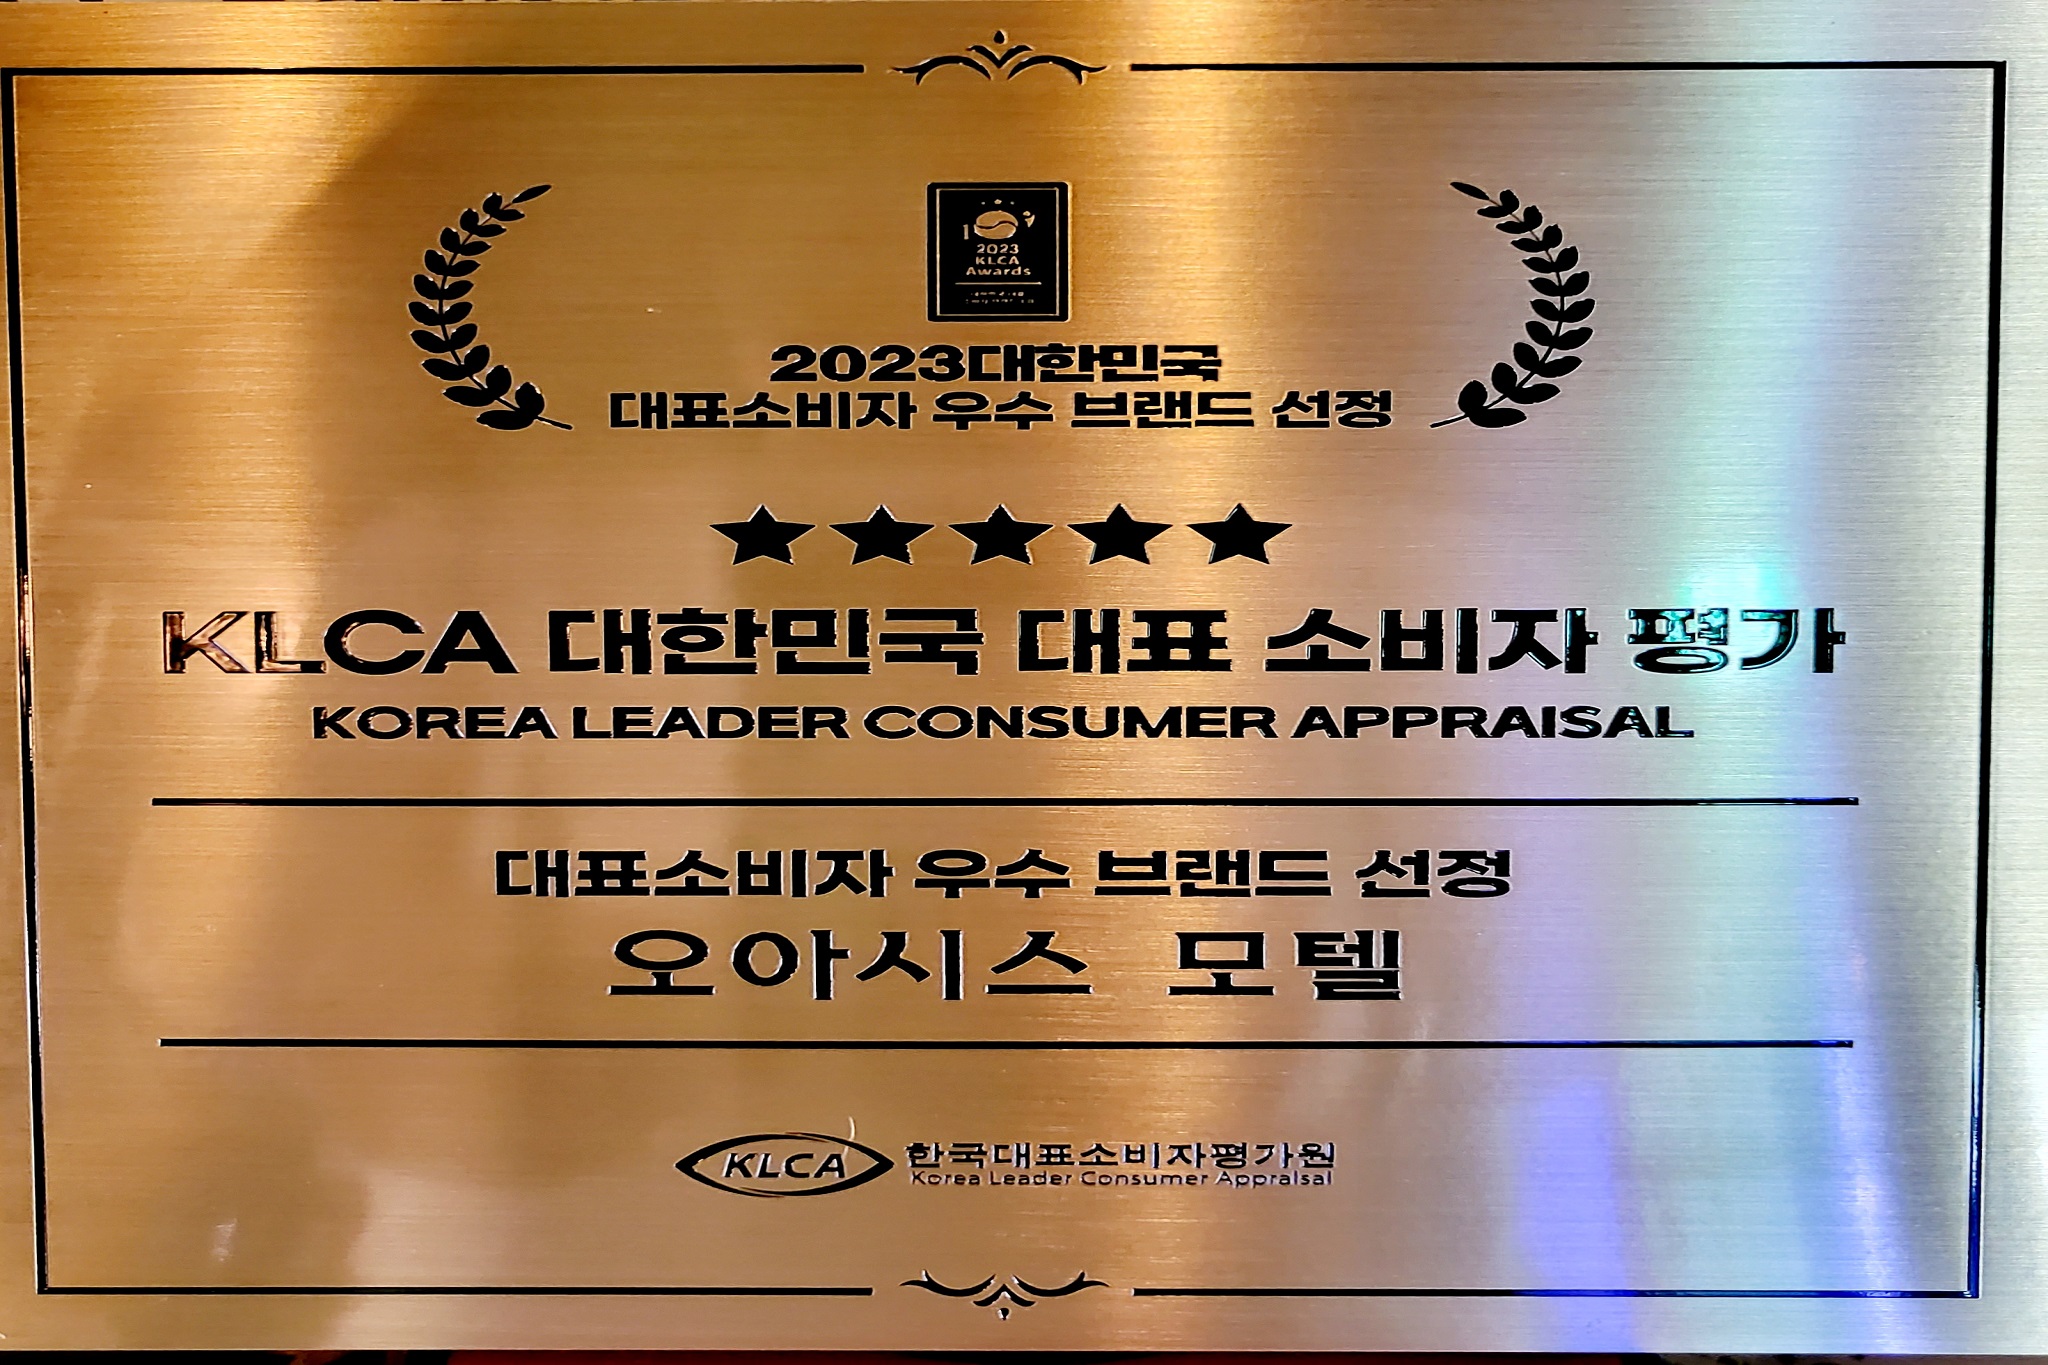 2023
KLCA
Awards
2023대한민국
대표소비자 우수 브랜드 선정
KLCA 대한민국 대표 소비자 평가
KOREA LEADER CONSUMER APPRAISAL
대표소비자 우수 브랜드 선정
오아시스 모텔
KLCA 한국대표소비자평가원
Korea Leader Consumer Appraisal